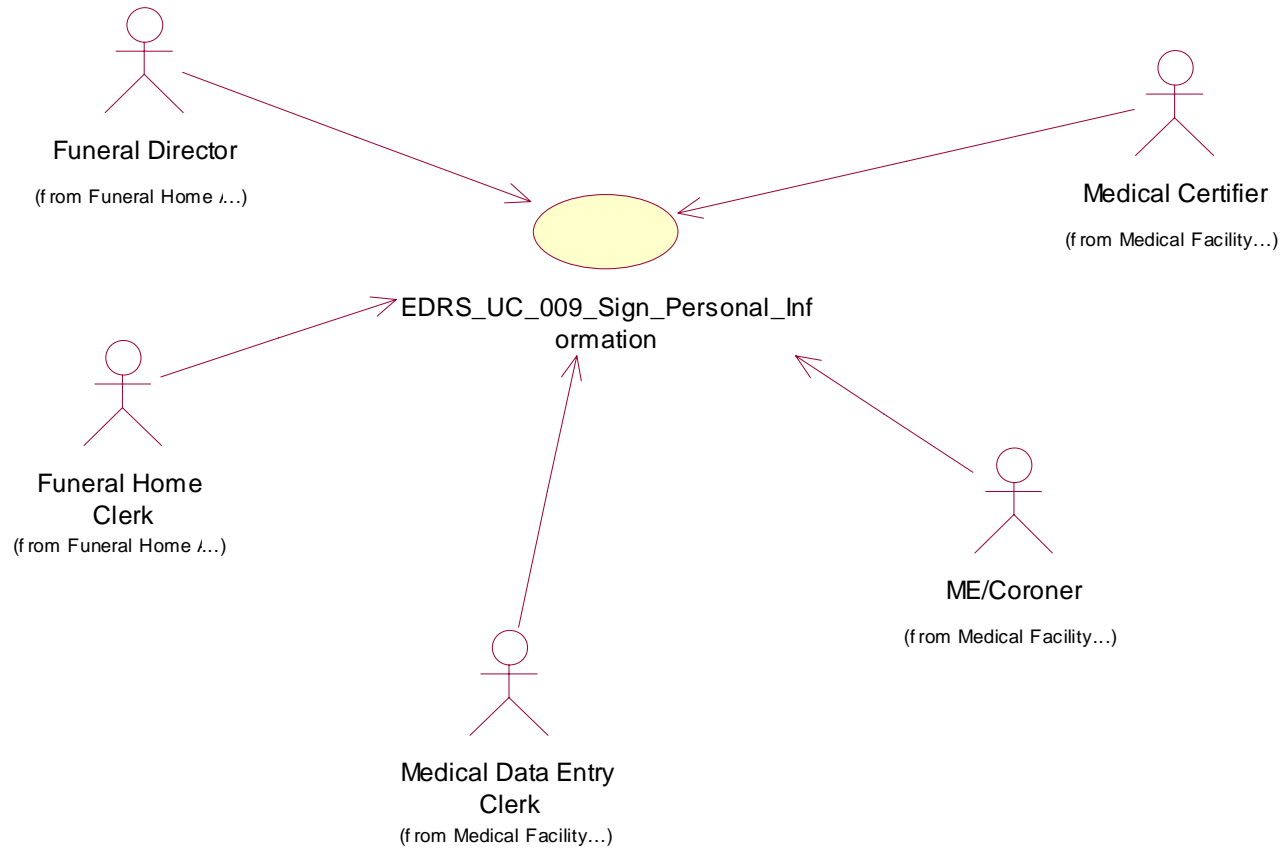 Funeral Director
(from Funeral Home /...)
Medical Certifier
(from Medical Facility...)
EDRS_UC_009_Sign_Personal_Inf
ormation
Funeral Home
Clerk
(from Funeral Home /...)
ME/Coroner
(from Medical Facility...)
Medical Data Entry
Clerk
(from Medical Facility...)